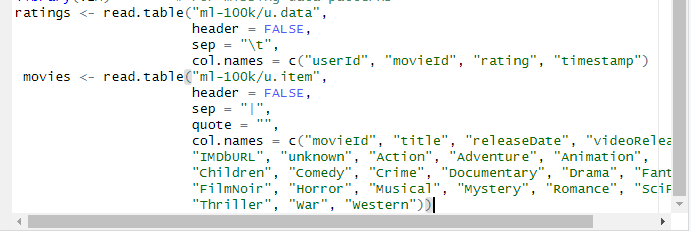 ratings <- read.table("ml-100k/u.data",
header = FALSE,
sep = "\t",
col.names = c("userId", "movieId", "rating", "timestamp")
movies <- read.table("ml-100k/u.item",
header = FALSE,
sep = "|",
quote = "",
col.names = c("movieId", "title", "releaseDate", "videoRelea
"IMDbURL", "unknown", "Action", "Adventure", "Animation",
"Children", "Comedy", "Crime", "Documentary", "Drama", "Fant
"FilmNoir", "Horror", "Musical", "Mystery", "Romance", "SciF
"Thriller", "War", "Western"))